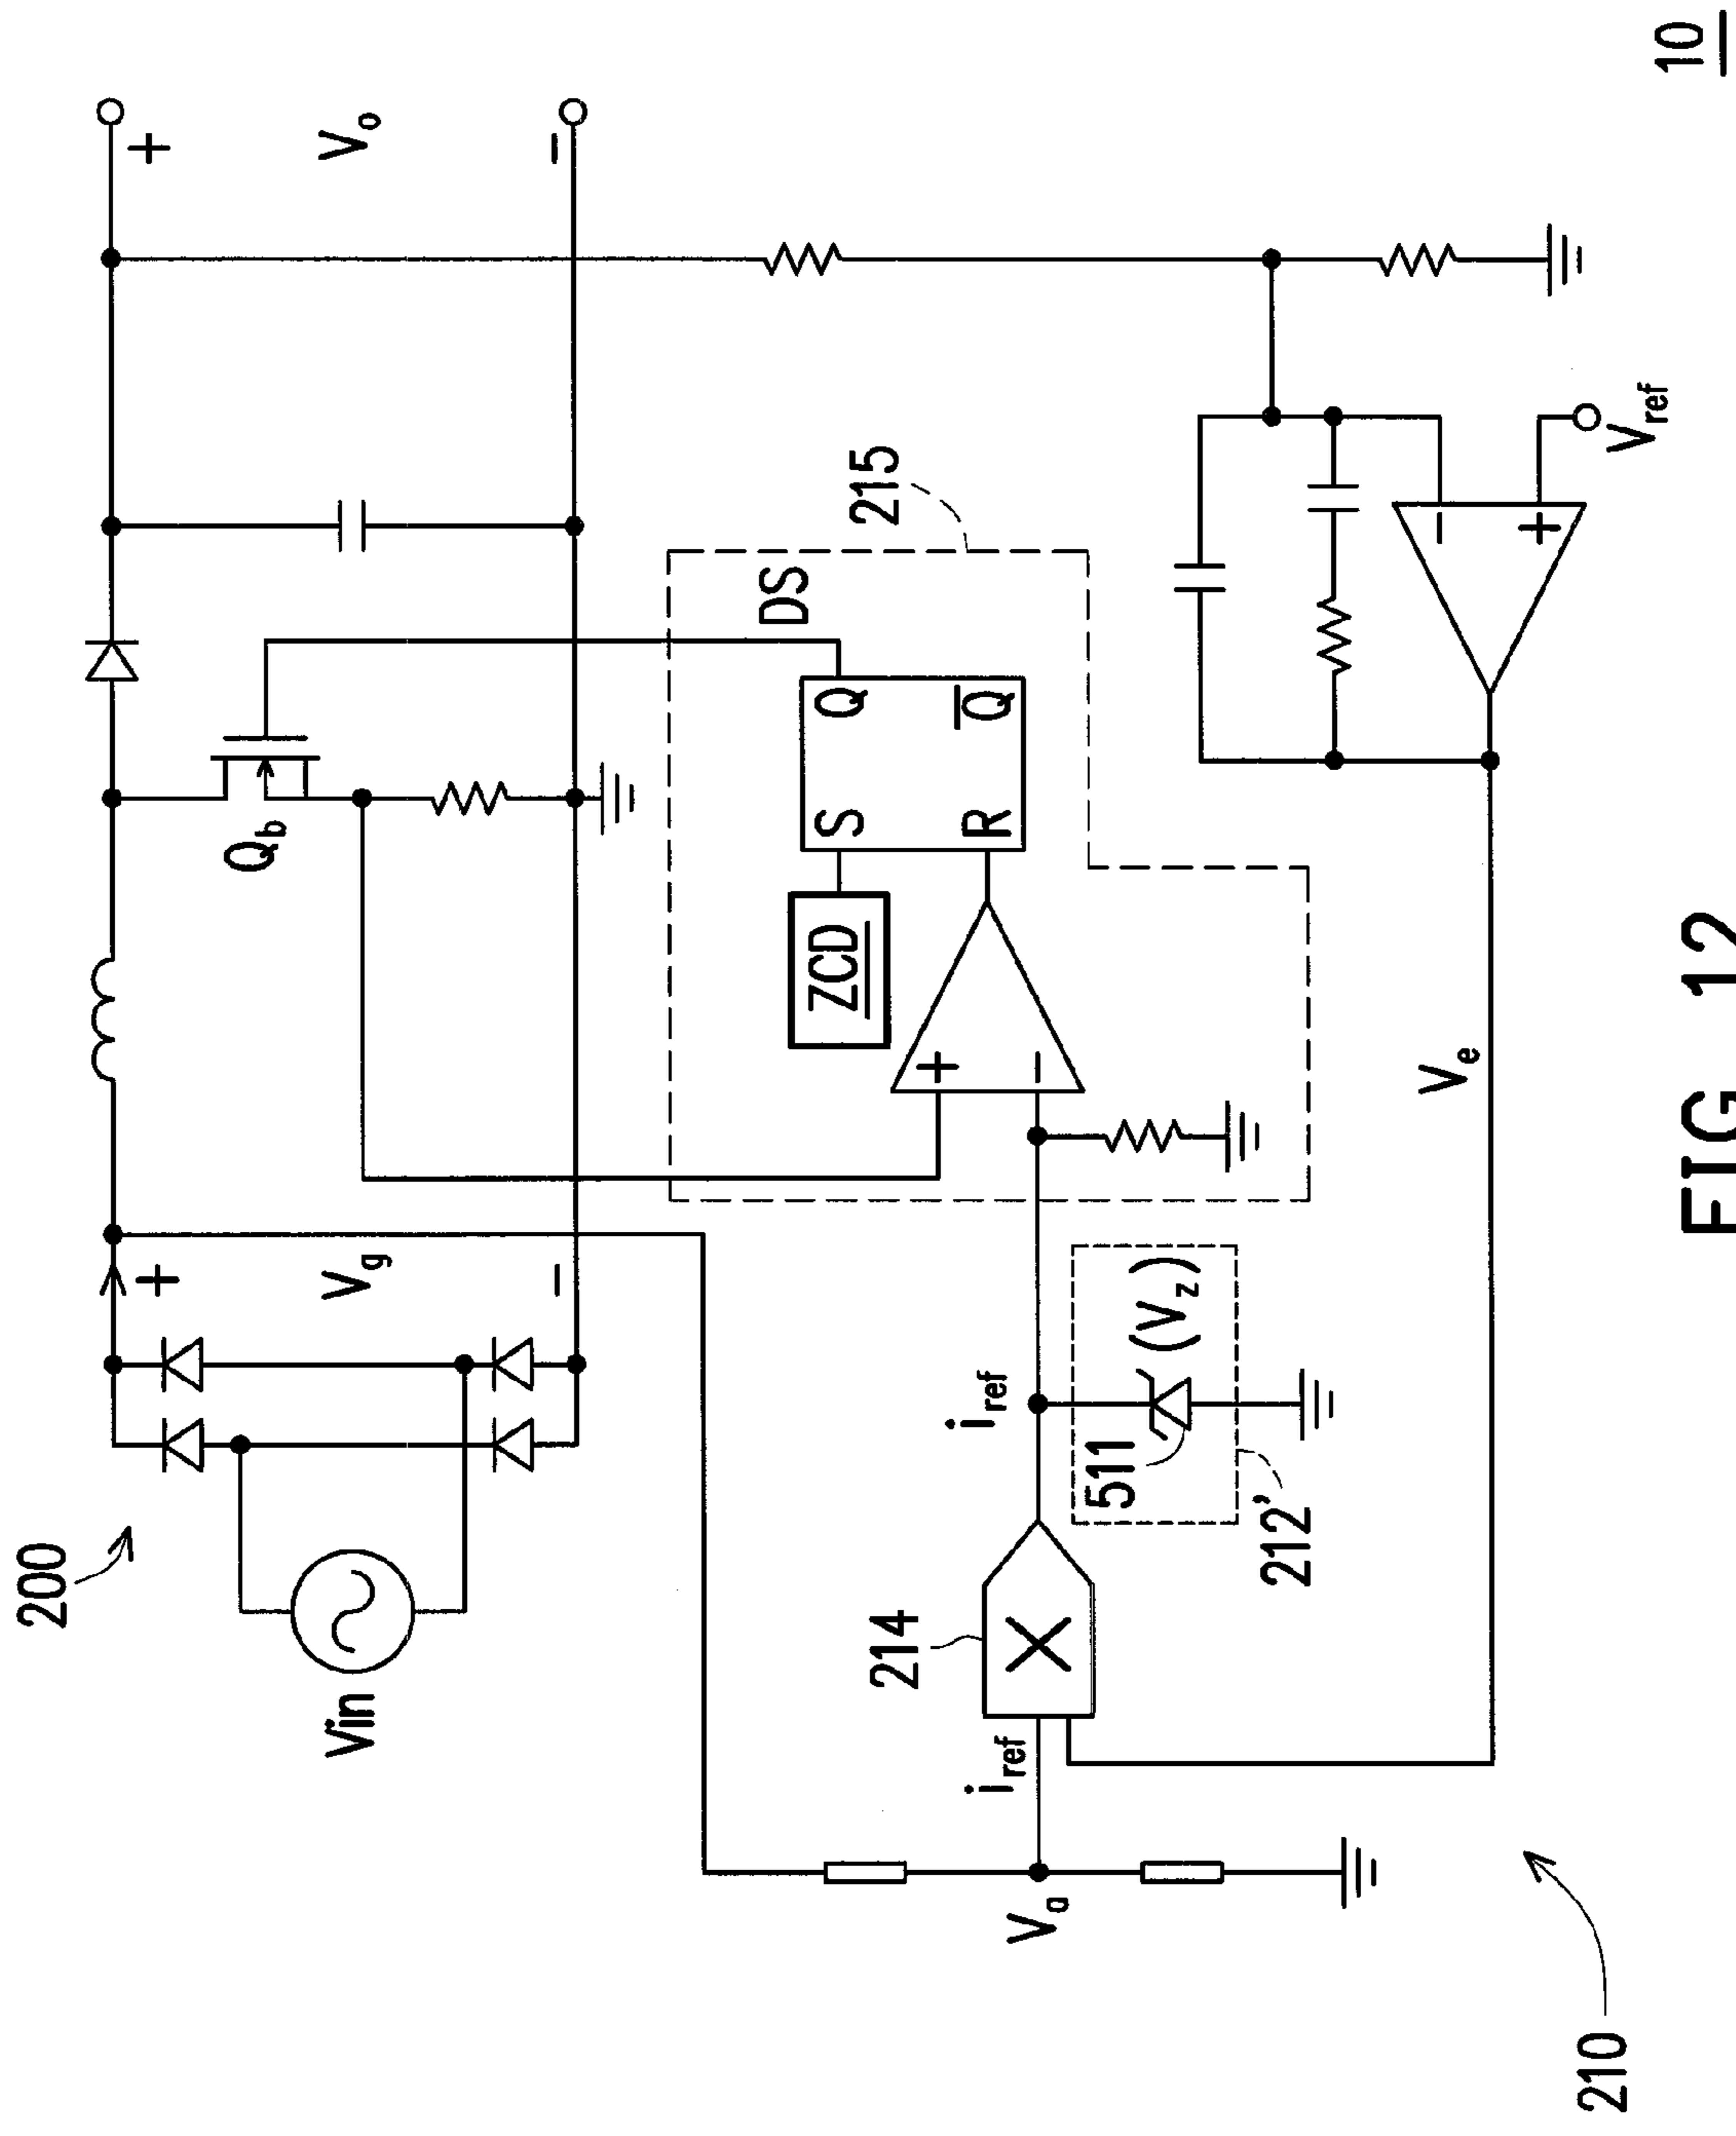 200
Vin
+
Vg
−
Qb
+
Vo
−
215
DS
ZCD
S
Q
R
Q̅
+
−
214
X
iref
iref
511
(Vz)
212'
Va
Ve
−
+
Vref
210
10
FIG. 12